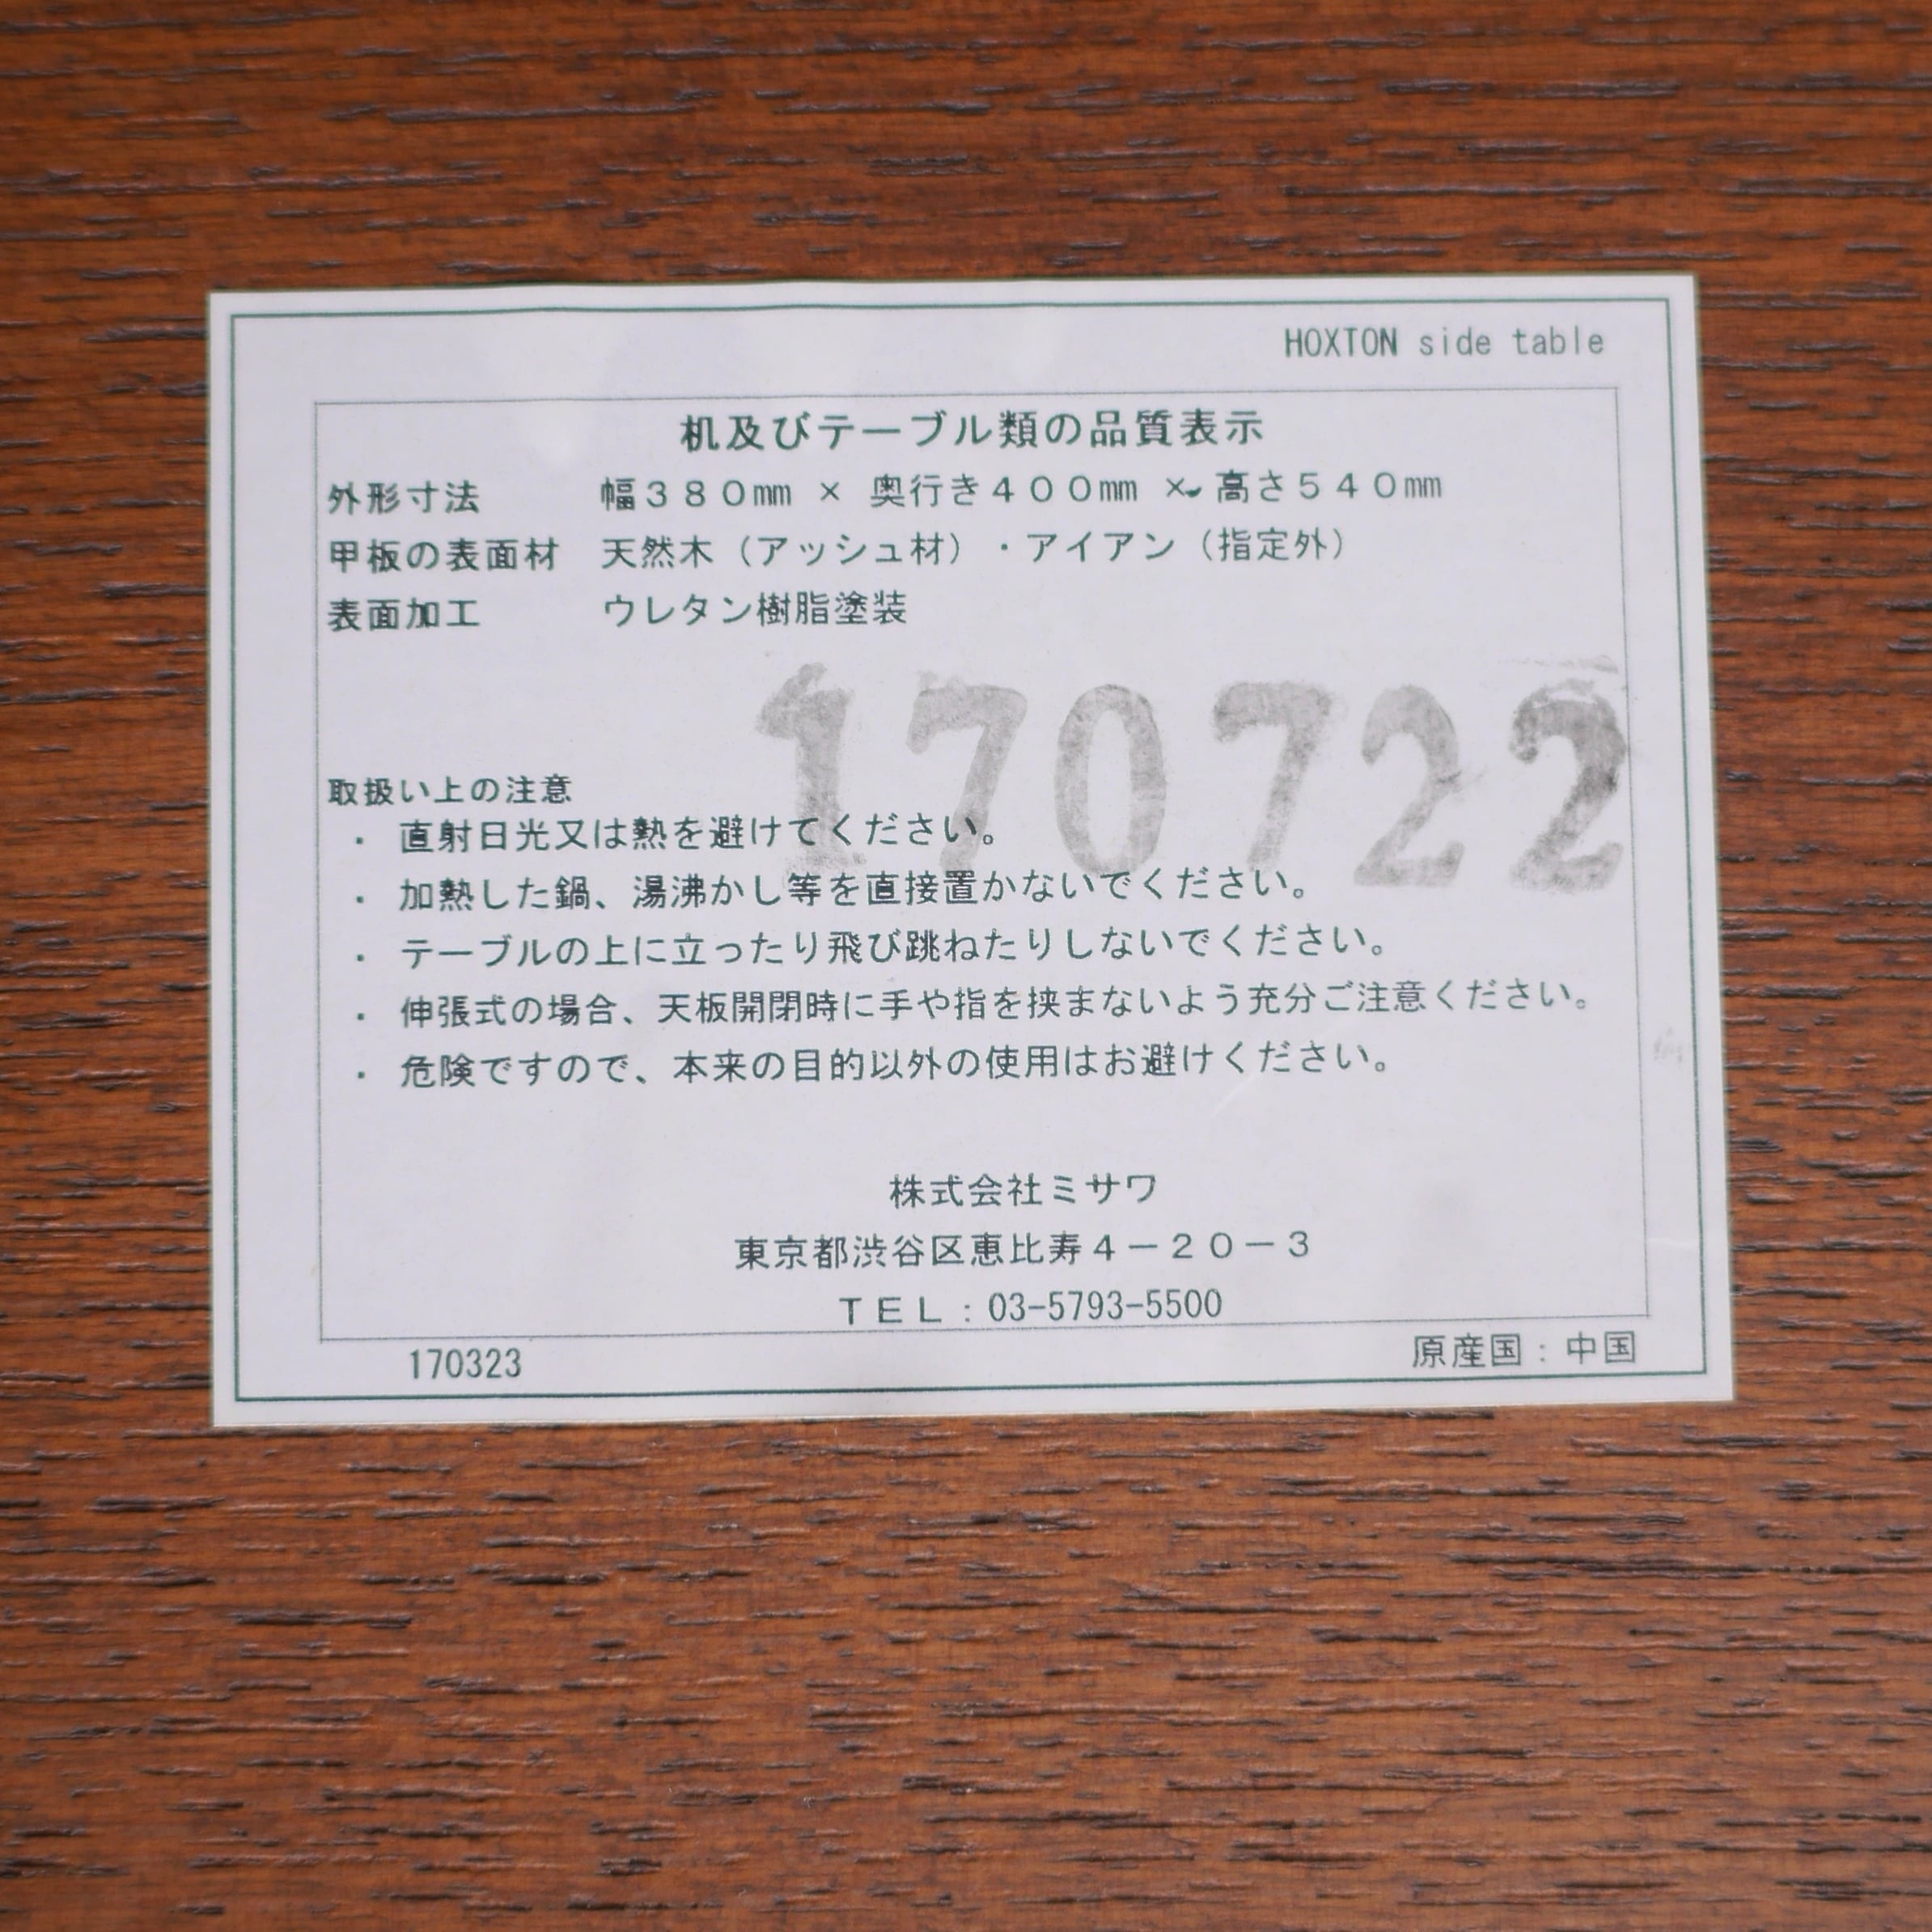 HOXTON side table
机及びテーブル類の品質表示
外形寸法 幅３８０㎜ × 奥行き４００㎜ × 高さ５４０㎜
甲板の表面材 天然木（アッシュ材）・アイアン（指定外）
表面加工 ウレタン樹脂塗装
170722
取扱い上の注意
・ 直射日光又は熱を避けてください。
・ 加熱した鍋、湯沸かし等を直接置かないでください。
・ テーブルの上に立ったり飛び跳ねたりしないでください。
・ 伸張式の場合、天板開閉時に手や指を挟まないよう充分ご注意ください。
・ 危険ですので、本来の目的以外の使用はお避けください。
株式会社ミサワ
東京都渋谷区恵比寿４－２０－３
ＴＥＬ：03-5793-5500
170323 原産国：中国